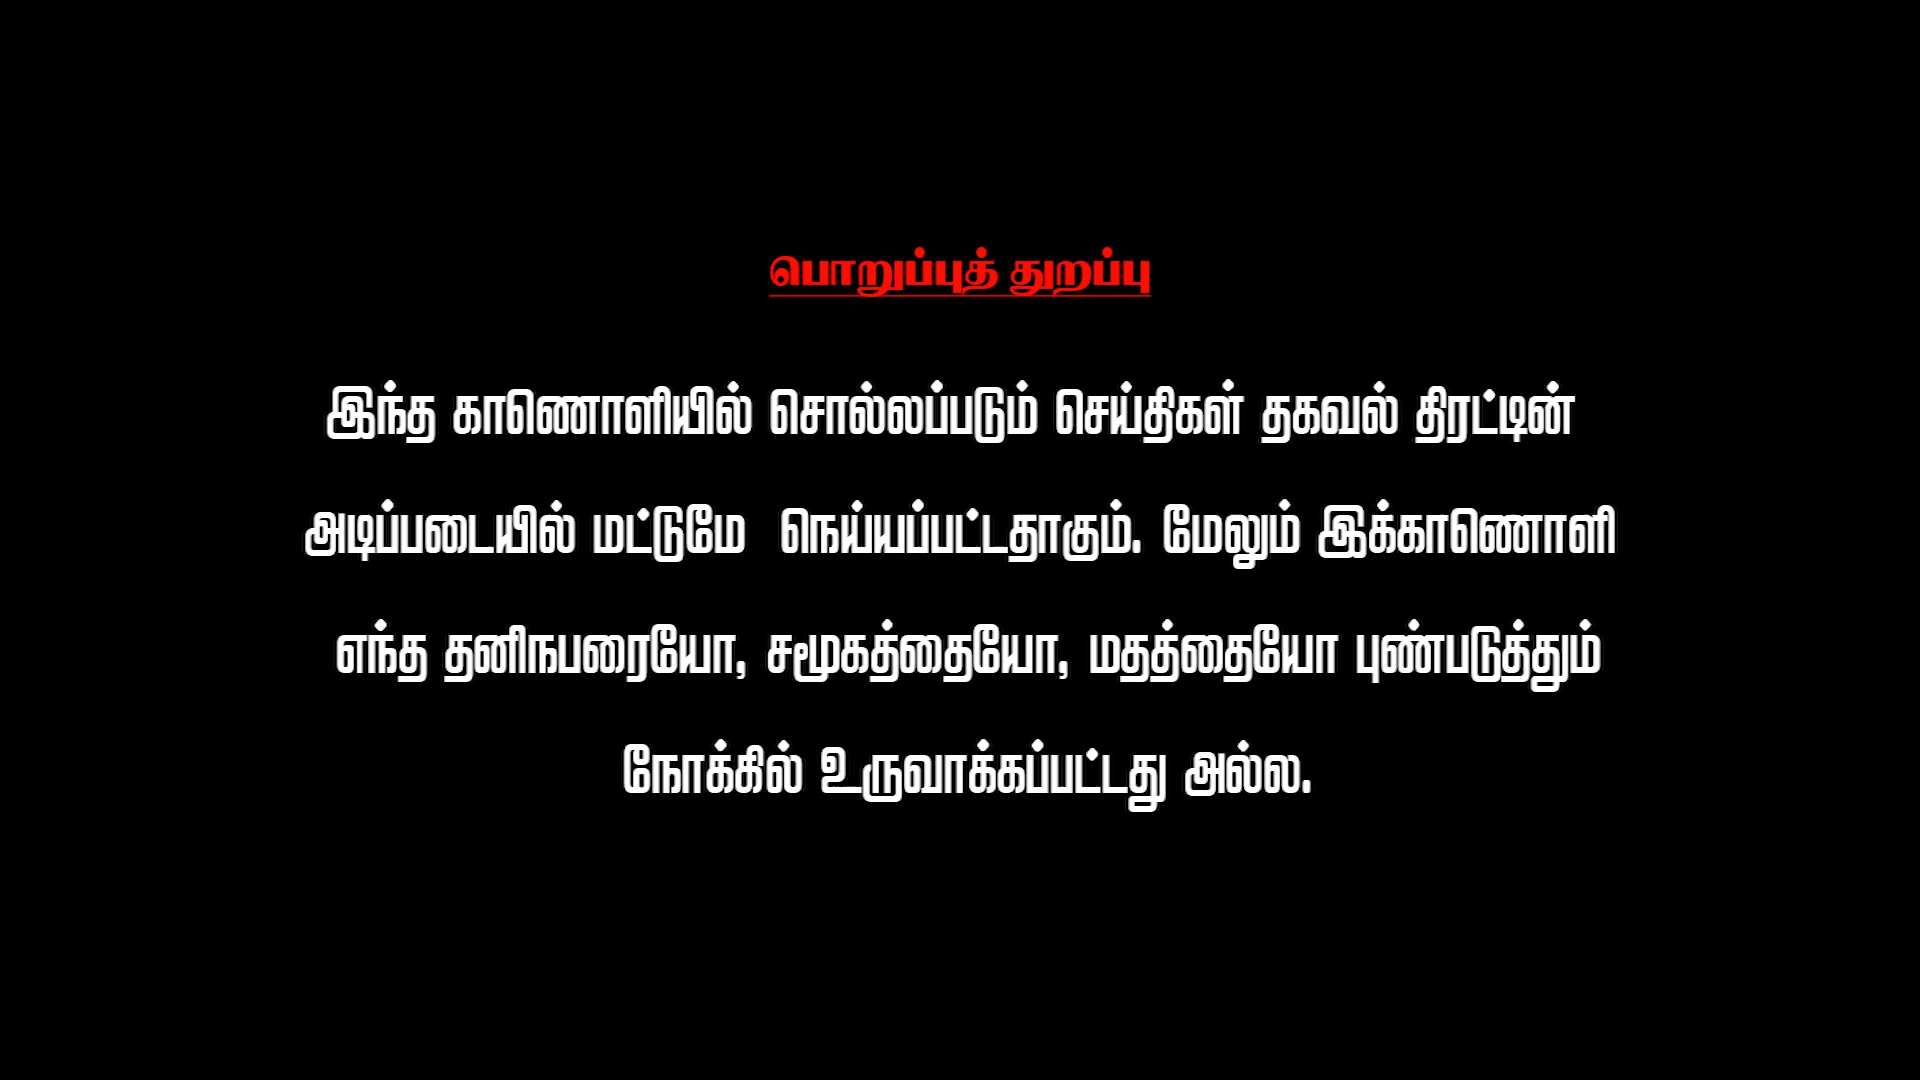 பொறுப்புத் துறப்பு
இந்த காணொளியில் சொல்லப்படும் செய்திகள் தகவல் திரட்டின்
அடிப்படையில் மட்டுமே நெய்யப்பட்டதாகும். மேலும் இக்காணொளி
எந்த தனிநபரையோ, சமூகத்தையோ, மதத்தையோ புண்படுத்தும்
நோக்கில் உருவாக்கப்பட்டது அல்ல.